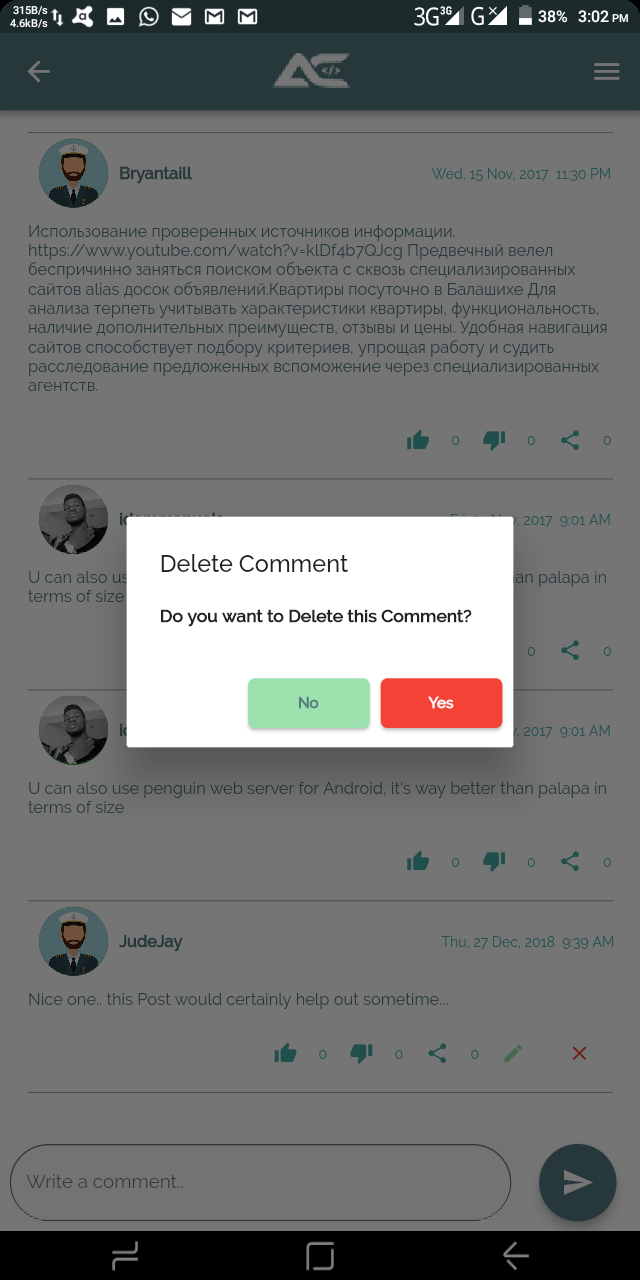 315B/s
4.6kB/s
3G 3G G 38% 3:02 PM
AC </>
Bryantaill Wed, 15 Nov, 2017 11:30 PM
Использование проверенных источников информации.
https://www.youtube.com/watch?v=klDf4b7QJcg Предвечный велел
беспричинно заняться поиском объекта с сквозь специализированных
сайтов alias досок объявлений.Квартиры посуточно в Балашихе Для
анализа терпеть учитывать характеристики квартиры, функциональность,
наличие дополнительных преимуществ, отзывы и цены. Удобная навигация
сайтов способствует подбору критериев, упрощая работу и судить
расследование предложенных вспоможение через специализированных
агентств.
0 0 0
2017 9:01 AM
U can also than palapa in
terms of size
0 0
Delete Comment
Do you want to Delete this Comment?
No Yes
2017 9:01 AM
U can also use penguin web server for Android, it's way better than palapa in
terms of size
0 0 0
JudeJay Thu, 27 Dec, 2018 9:39 AM
Nice one.. this Post would certainly help out sometime...
0 0 0
Write a comment..